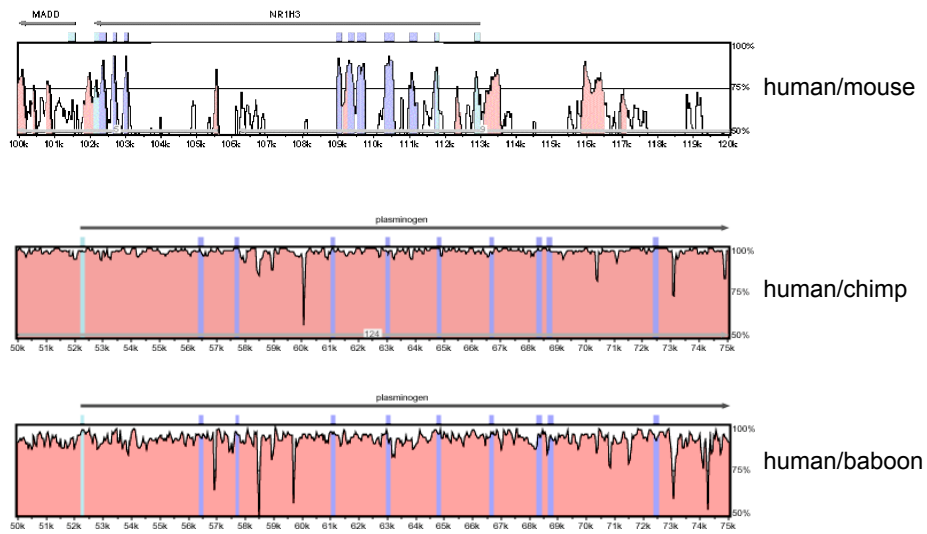 MADD NR1H3
100%
75%
50%
human/mouse
100k 101k 102k 103k 104k 105k 106k 107k 108k 109k 110k 111k 112k 113k 114k 115k 116k 117k 118k 119k 120k
plasminogen
100%
75%
50%
human/chimp
124
50k 51k 52k 53k 54k 55k 56k 57k 58k 59k 60k 61k 62k 63k 64k 65k 66k 67k 68k 69k 70k 71k 72k 73k 74k 75k
plasminogen
100%
75%
50%
human/baboon
50k 51k 52k 53k 54k 55k 56k 57k 58k 59k 60k 61k 62k 63k 64k 65k 66k 67k 68k 69k 70k 71k 72k 73k 74k 75k